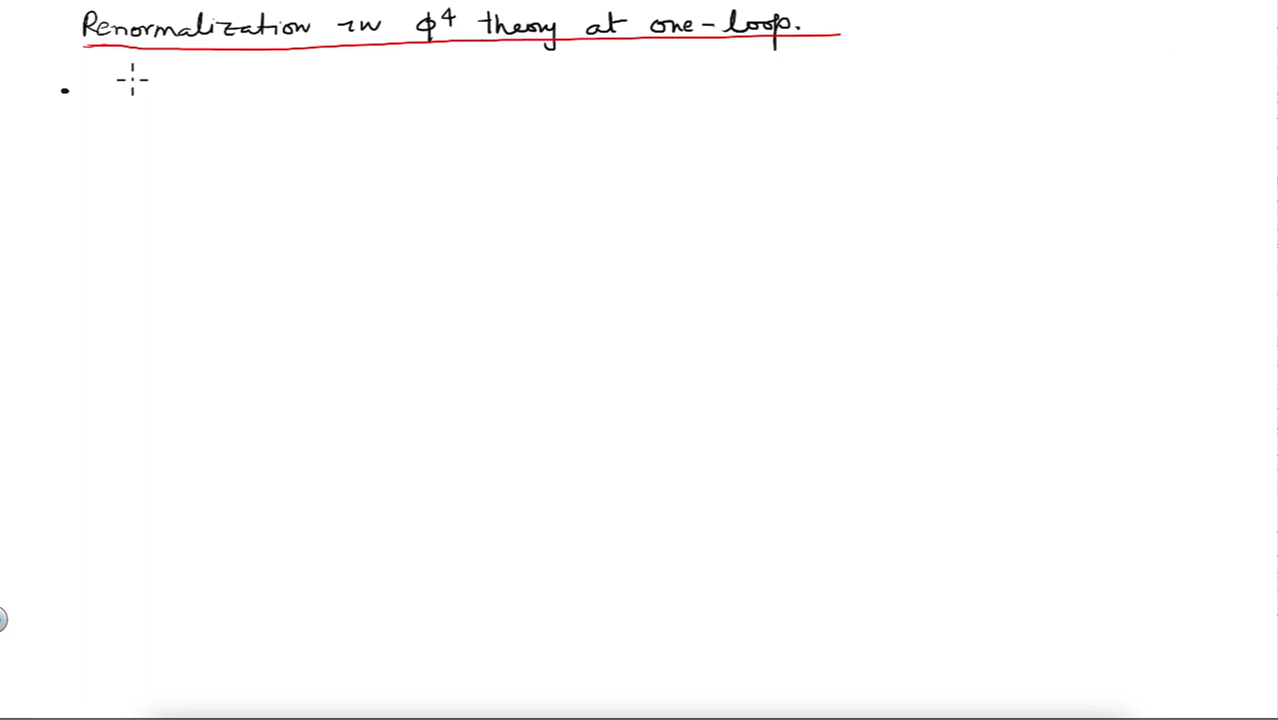 Renormalization in ϕ⁴ theory at one-loop.